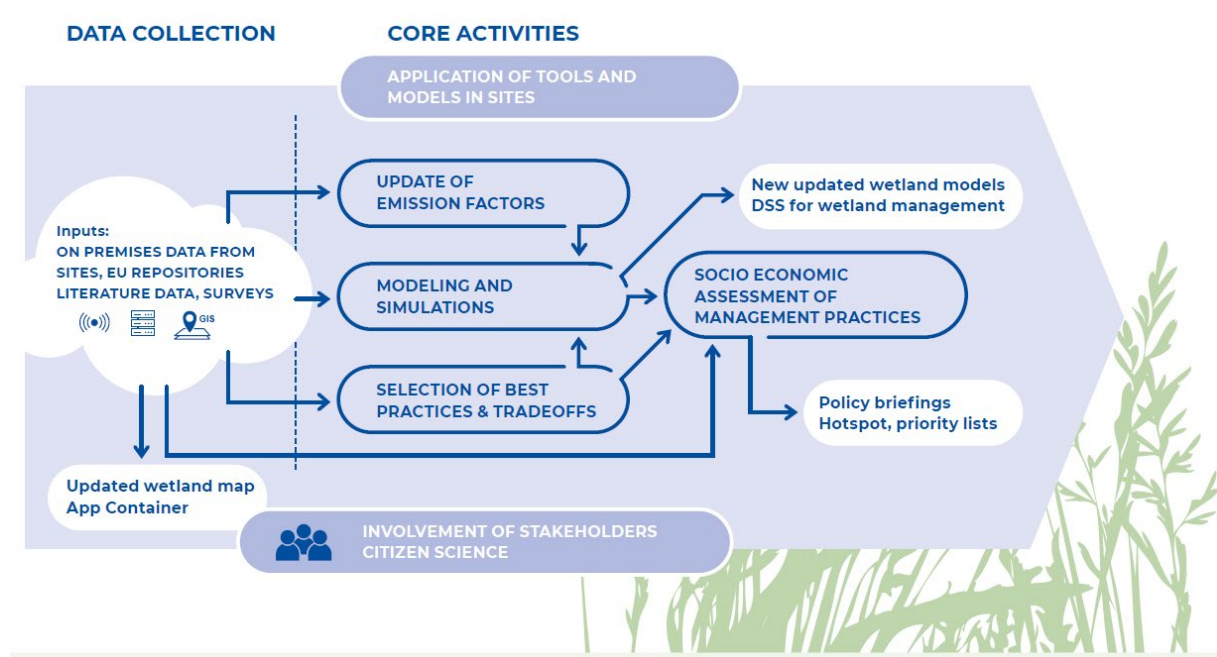 DATA COLLECTION
CORE ACTIVITIES
APPLICATION OF TOOLS AND
MODELS IN SITES
UPDATE OF
EMISSION FACTORS
New updated wetland models
DSS for wetland management
Inputs:
ON PREMISES DATA FROM
SITES, EU REPOSITORIES
LITERATURE DATA, SURVEYS
GIS
MODELING AND
SIMULATIONS
SOCIO ECONOMIC
ASSESSMENT OF
MANAGEMENT PRACTICES
SELECTION OF BEST
PRACTICES & TRADEOFFS
Policy briefings
Hotspot, priority lists
Updated wetland map
App Container
INVOLVEMENT OF STAKEHOLDERS
CITIZEN SCIENCE